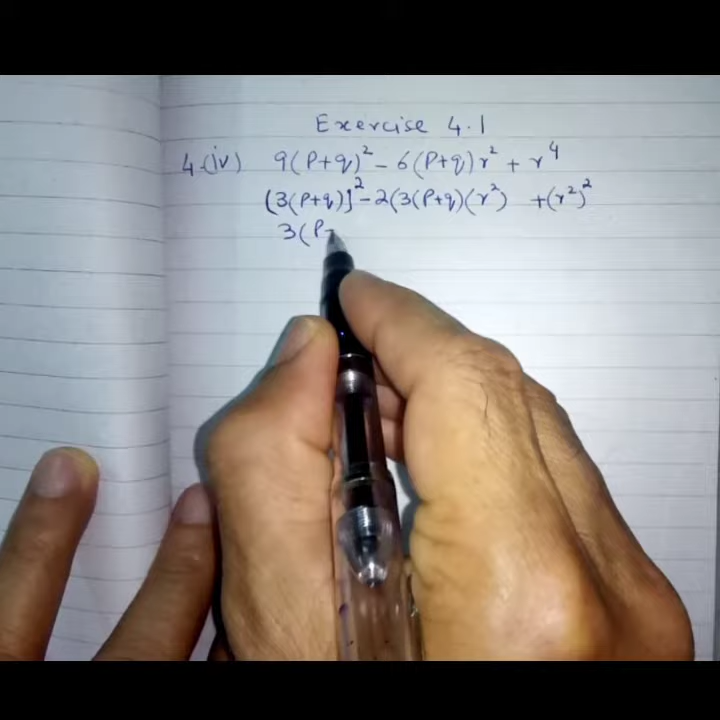 Exercise 4.1
4.(iv) 9(P+q)² - 6(P+q)r² + r⁴
[3(P+q)]² - 2(3(P+q)(r²) +(r²)²
3(P-